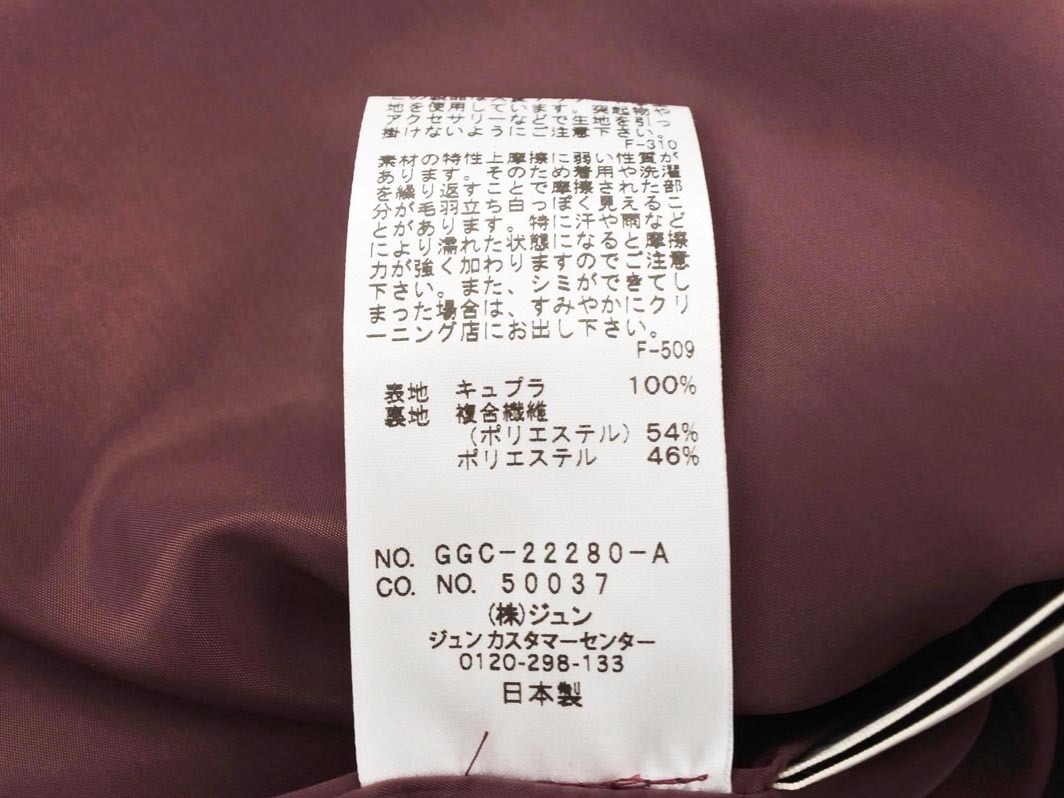 地を使用しています。突起物や
アクセサリーなどで生地を引っ
掛けないようにご注意下さい。
F-310
素材の特性上摩擦に弱い性質が
あります。そのため着用や洗濯
を繰り返すことで摩擦された部
分が毛羽立ち白っぽく見えるこ
とがあります。特に汗や雨など
により濡れた状態になると摩擦
力が強く加わりますのでご注意
下さい。また、シミができてし
まった場合は、すみやかにクリ
ーニング店にお出し下さい。
F-509
表地 キュプラ 100%
裏地 複合繊維
(ポリエステル) 54%
ポリエステル 46%
NO. GGC-22280-A
CO. NO. 50037
(株)ジュン
ジュン カスタマーセンター
0120-298-133
日本製